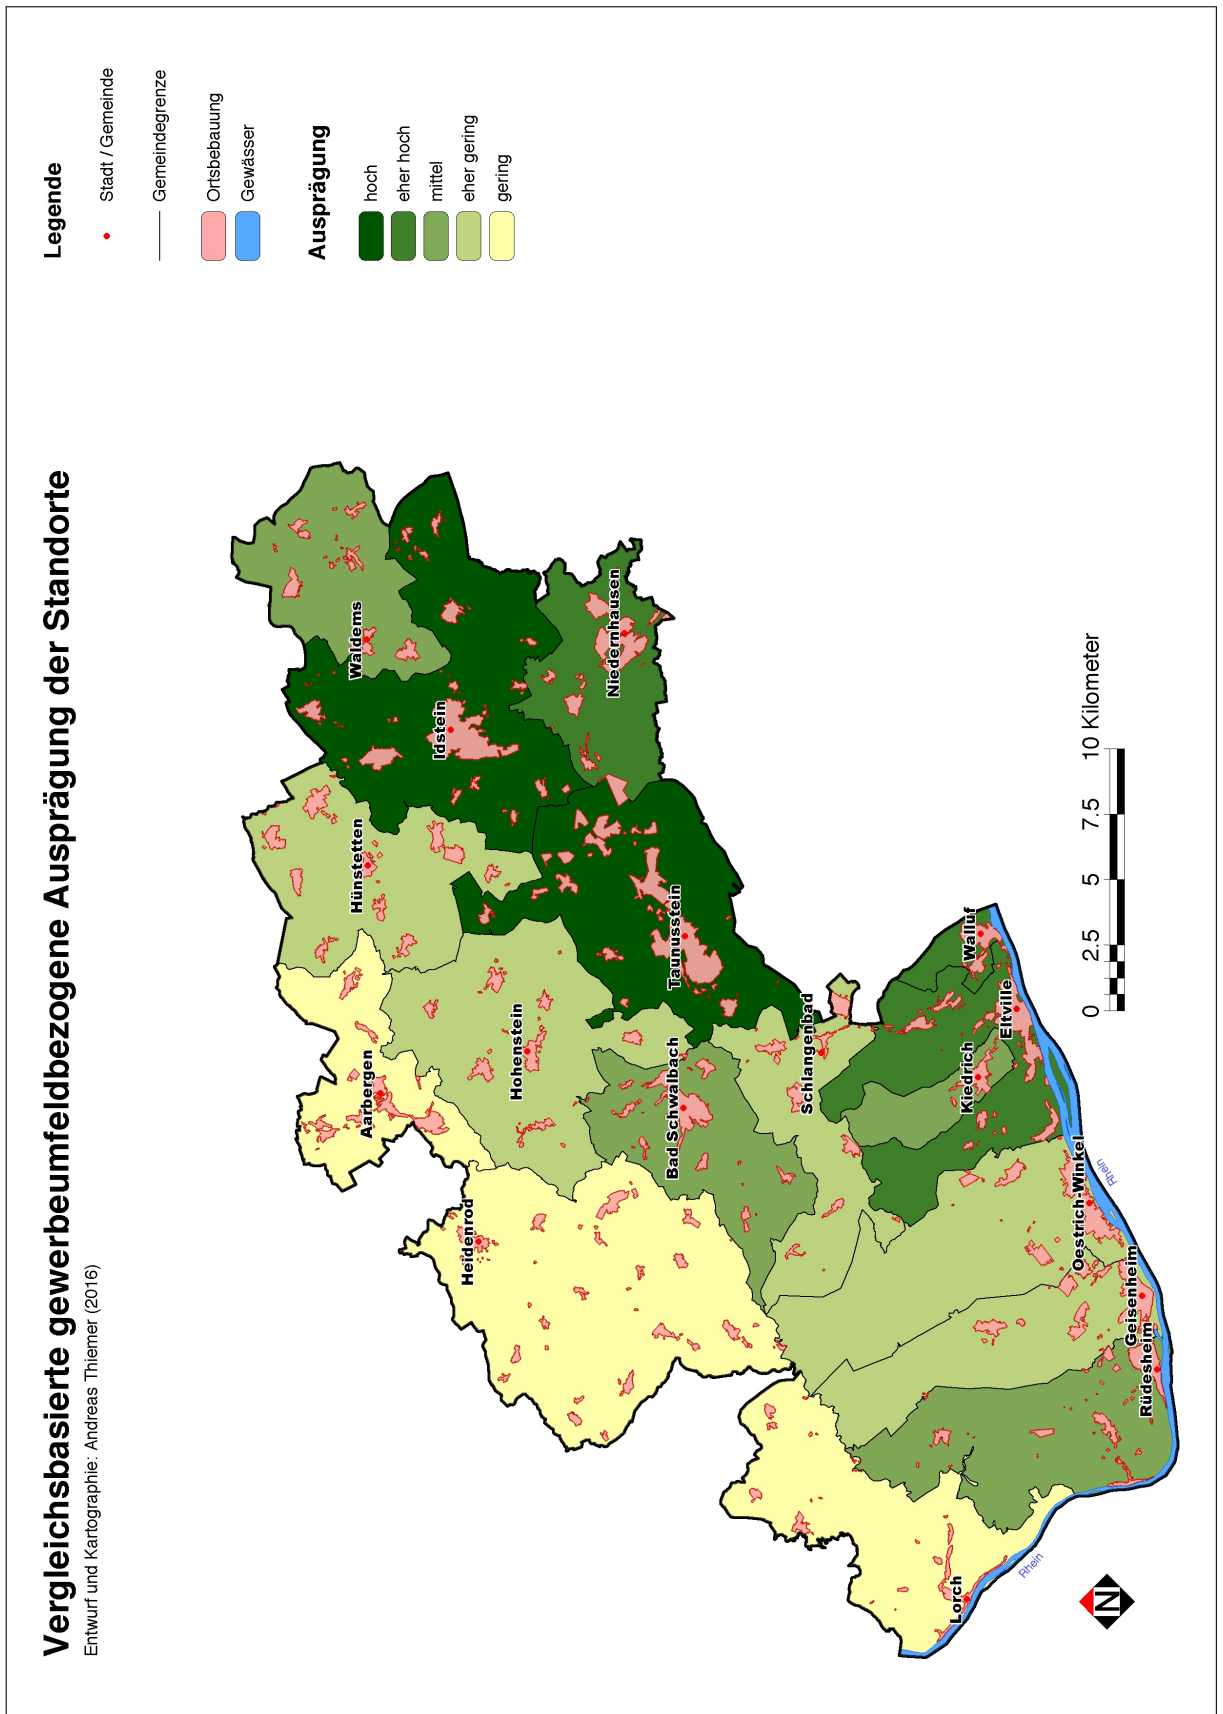 Vergleichsbasierte gewerbeumfeldbezogene Ausprägung der Standorte
Entwurf und Kartographie: Andreas Thiemer (2016)
Legende
Stadt / Gemeinde
Gemeindegrenze
Ortsbebauung
Gewässer
Ausprägung
hoch
eher hoch
mittel
eher gering
gering
Waldems
Idstein
Niedernhausen
Hünstetten
Taunusstein
Aarbergen
Hohenstein
Heidenrod
Bad Schwalbach
Schlangenbad
Walluf
Eltville
Kiedrich
Oestrich-Winkel
Geisenheim
Rüdesheim
Lorch
Rhein
Rhein
N
0 2.5 5 7.5 10 Kilometer